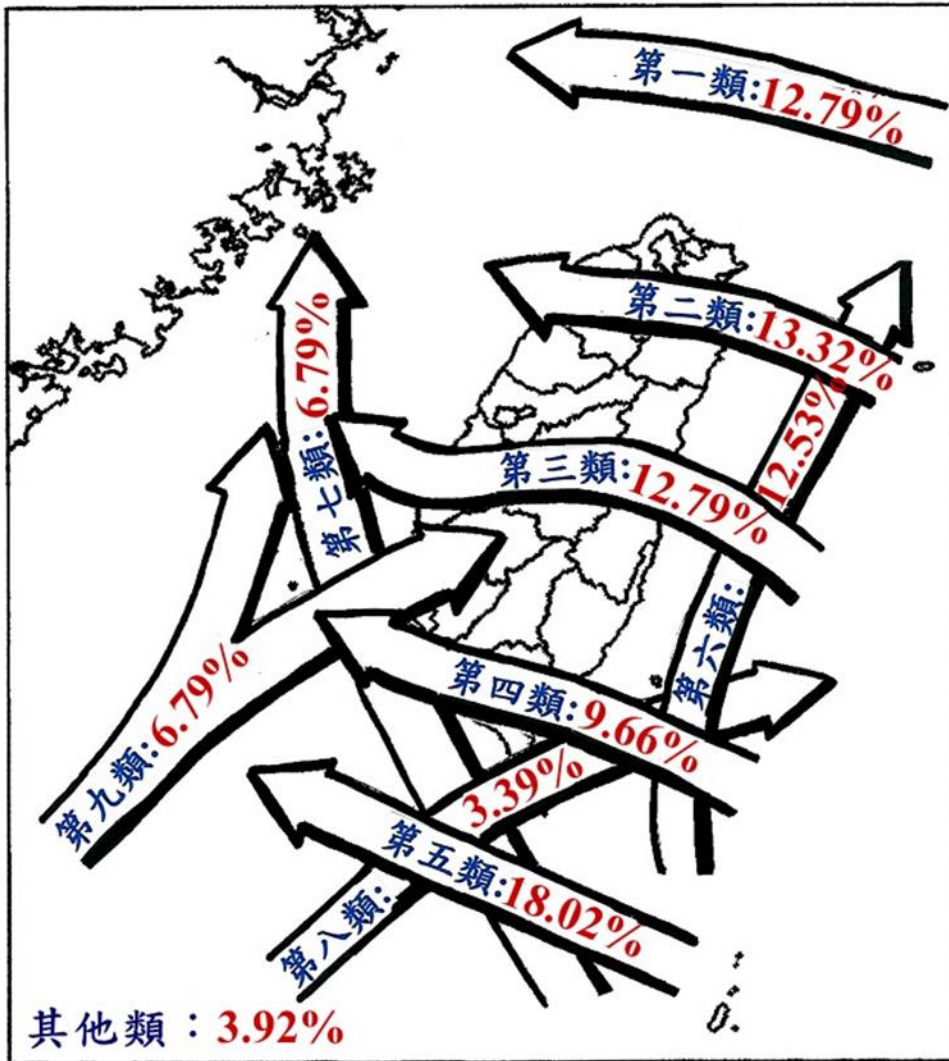 第一類:12.79%
第二類:13.32%
12.53%
第六類:
6.79%
第七類:
第三類:12.79%
第四類:9.66%
第九類:6.79%
3.39%
第八類:
第五類:18.02%
其他類：3.92%